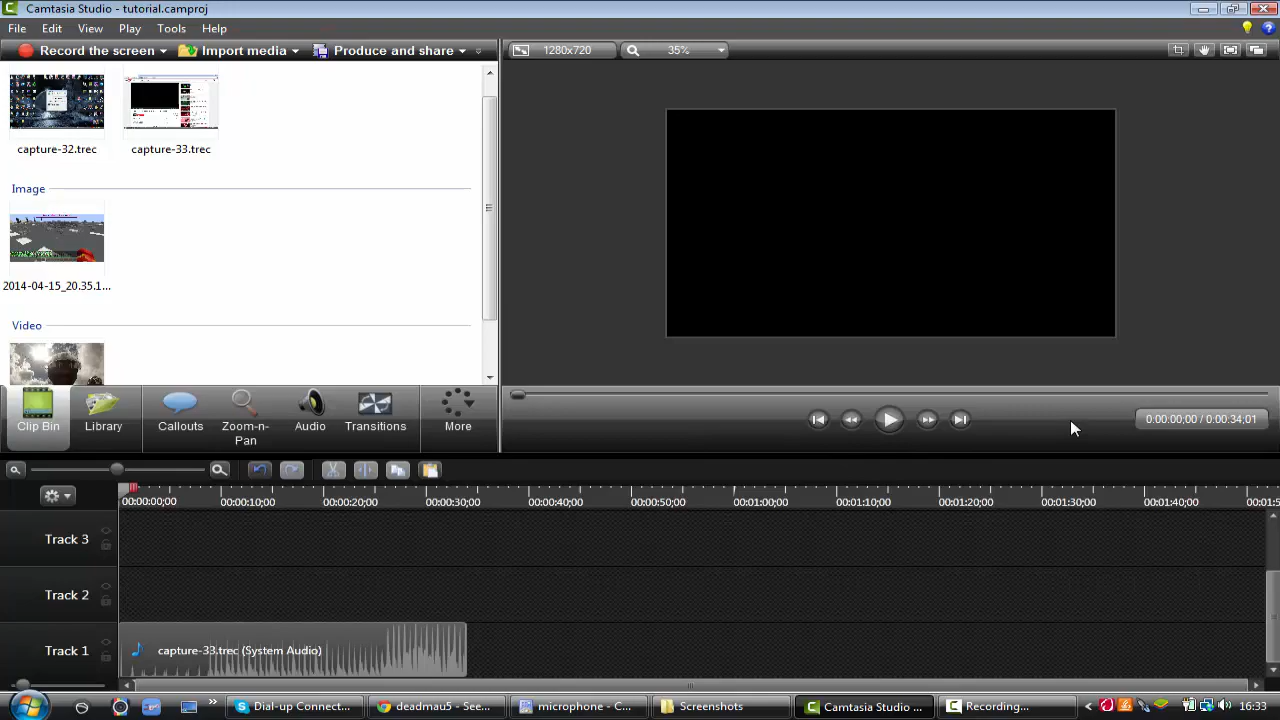 Camtasia Studio - tutorial.camproj
File Edit View Play Tools Help
Record the screen Import media Produce and share
1280x720 35%
capture-32.trec capture-33.trec
Image
2014-04-15_20.35.1...
Video
Clip Bin Library Callouts Zoom-n-Pan Audio Transitions More
0:00:00;00 / 0:00:34;01
00:00:00;00 00:00:10;00 00:00:20;00 00:00:30;00 00:00:40;00 00:00:50;00 00:01:00;00 00:01:10;00 00:01:20;00 00:01:30;00 00:01:40;00 00:01:5
Track 3
Track 2
Track 1 capture-33.trec (System Audio)
Dial-up Connect... deadmau5 - See... microphone - C... Screenshots Camtasia Studio ... Recording... 16:33